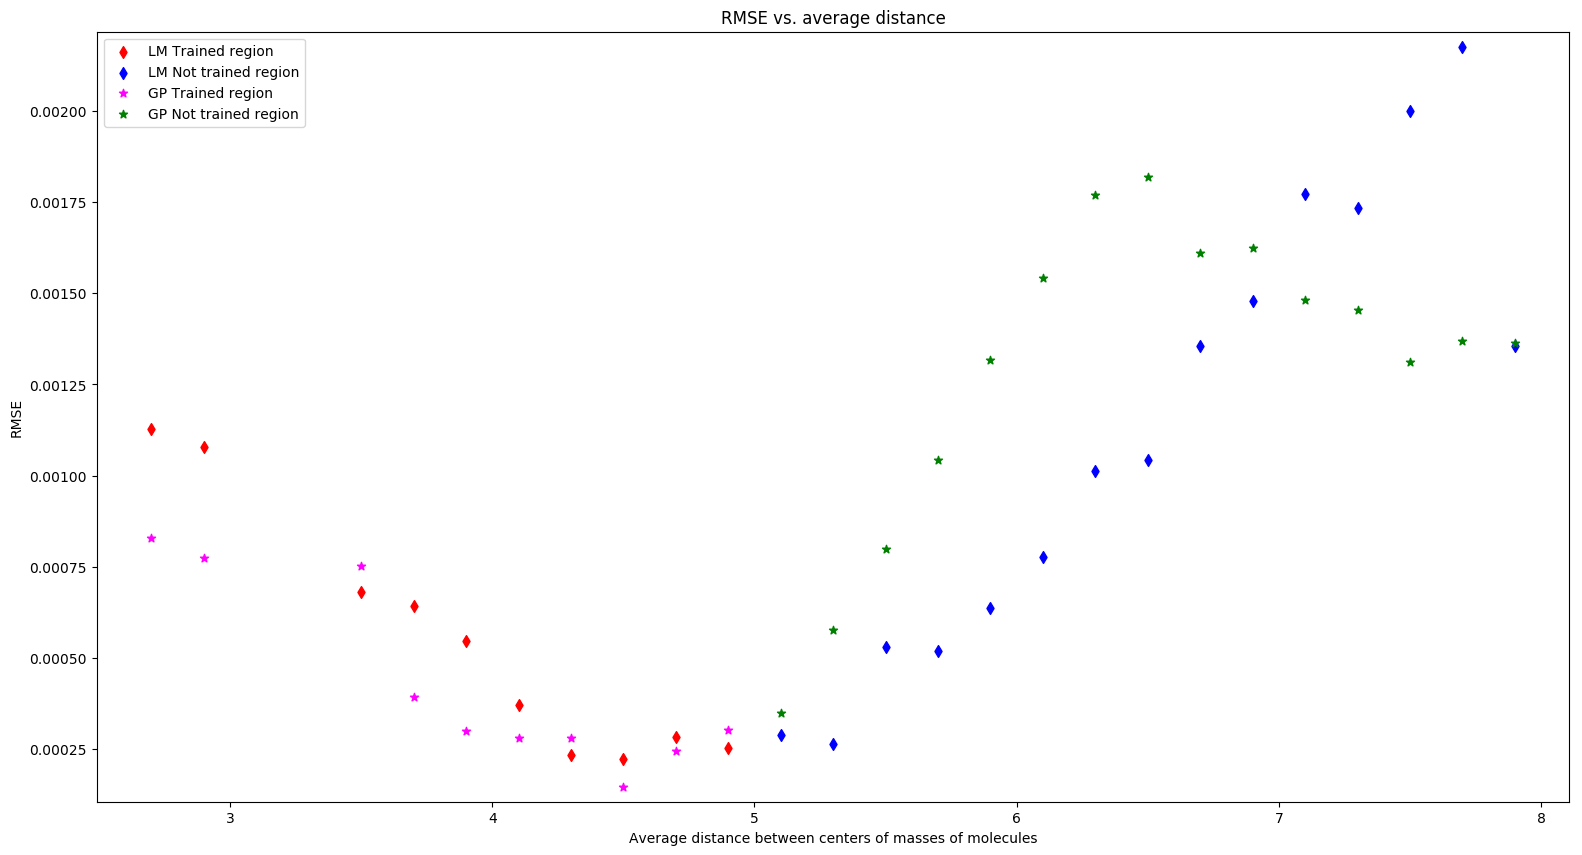 RMSE vs. average distance
LM Trained region
LM Not trained region
GP Trained region
GP Not trained region
0.00200
0.00175
0.00150
0.00125
0.00100
0.00075
0.00050
0.00025
RMSE
3 4 5 6 7 8
Average distance between centers of masses of molecules